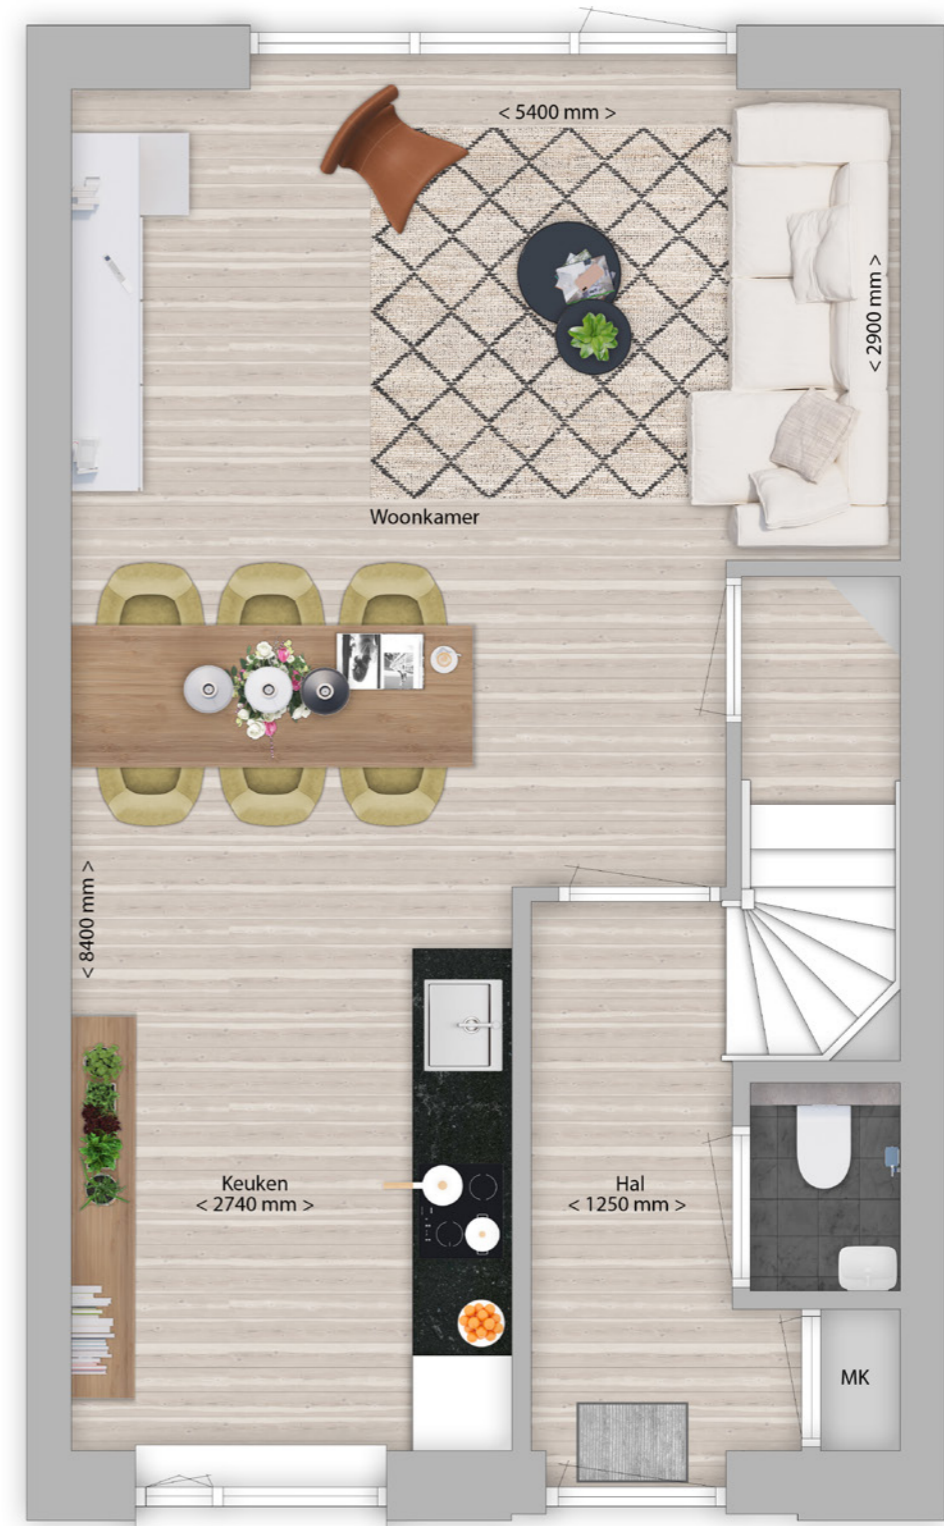 < 5400 mm >
< 2900 mm >
Woonkamer
< 8400 mm >
Keuken
< 2740 mm >
Hal
< 1250 mm >
MK